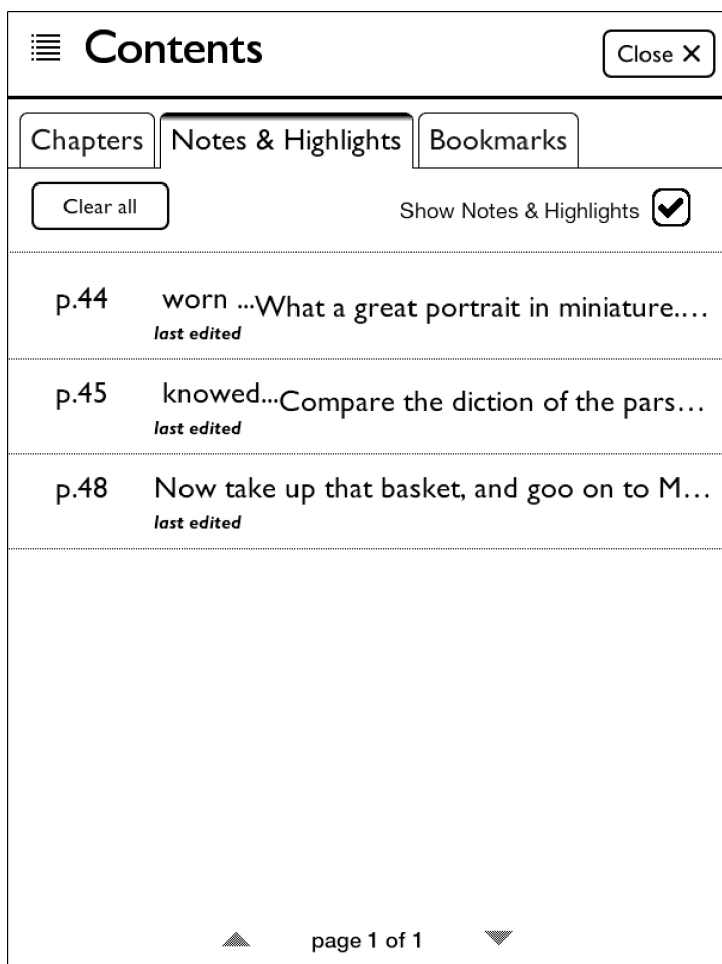 Contents
Close X
Chapters
Notes & Highlights
Bookmarks
Clear all
Show Notes & Highlights
p.44 worn ...What a great portrait in miniature....
last edited
p.45 knowed...Compare the diction of the pars...
last edited
p.48 Now take up that basket, and goo on to M...
last edited
page 1 of 1